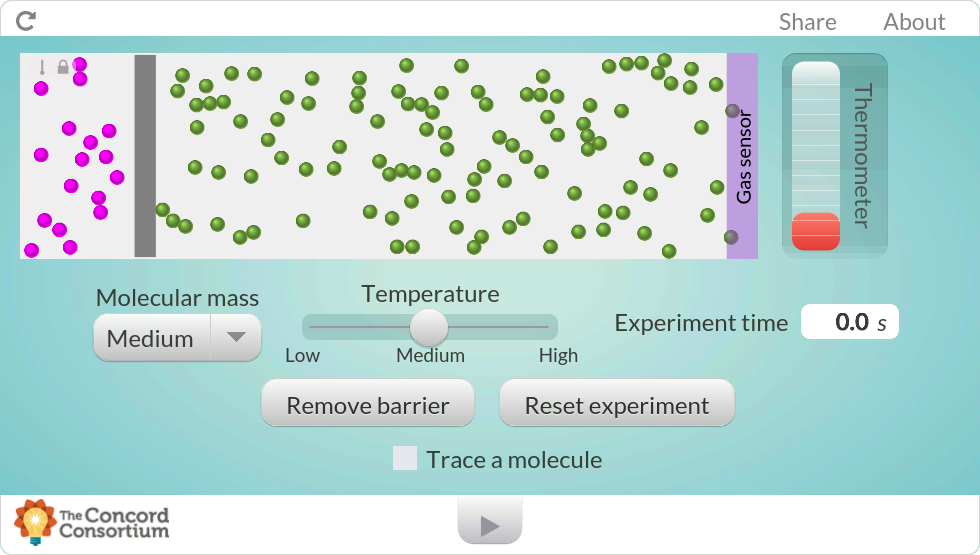 Share About
Gas sensor
Thermometer
Molecular mass
Medium
Temperature
Low Medium High
Experiment time 0.0 s
Remove barrier Reset experiment
Trace a molecule
The Concord
Consortium